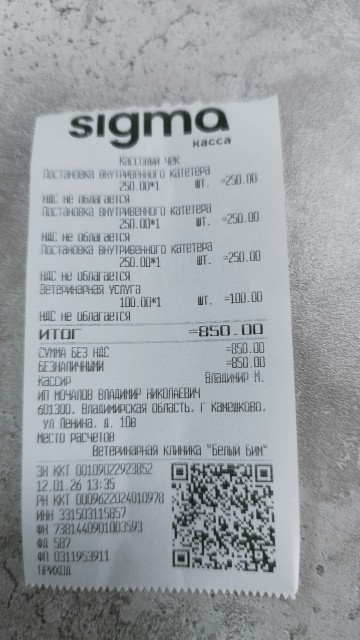 sigma
касса
Кассовый чек
Постановка внутривенного катетера
250.00*1 шт. =250.00
НДС не облагается
Постановка внутривенного катетера
250.00*1 шт. =250.00
НДС не облагается
Постановка внутривенного катетера
250.00*1 шт. =250.00
НДС не облагается
Ветеринарная услуга
100.00*1 шт. =100.00
НДС не облагается
ИТОГ =850.00
СУММА БЕЗ НДС =850.00
БЕЗНАЛИЧНЫМИ =850.00
Кассир Владимир М.
ИП МОЧАЛОВ ВЛАДИМИР НИКОЛАЕВИЧ
601300, Владимирская область, г Камешково,
ул Ленина, д. 10в
Место расчетов
Ветеринарная клиника "Белый Бим"
ЗН ККТ 00109022923852
12.01.26 13:35
РН ККТ 0009622024010978
ИНН 331503115857
ФН 7381440901003593
ФД 587
ФП 0311953911
ПРИХОД